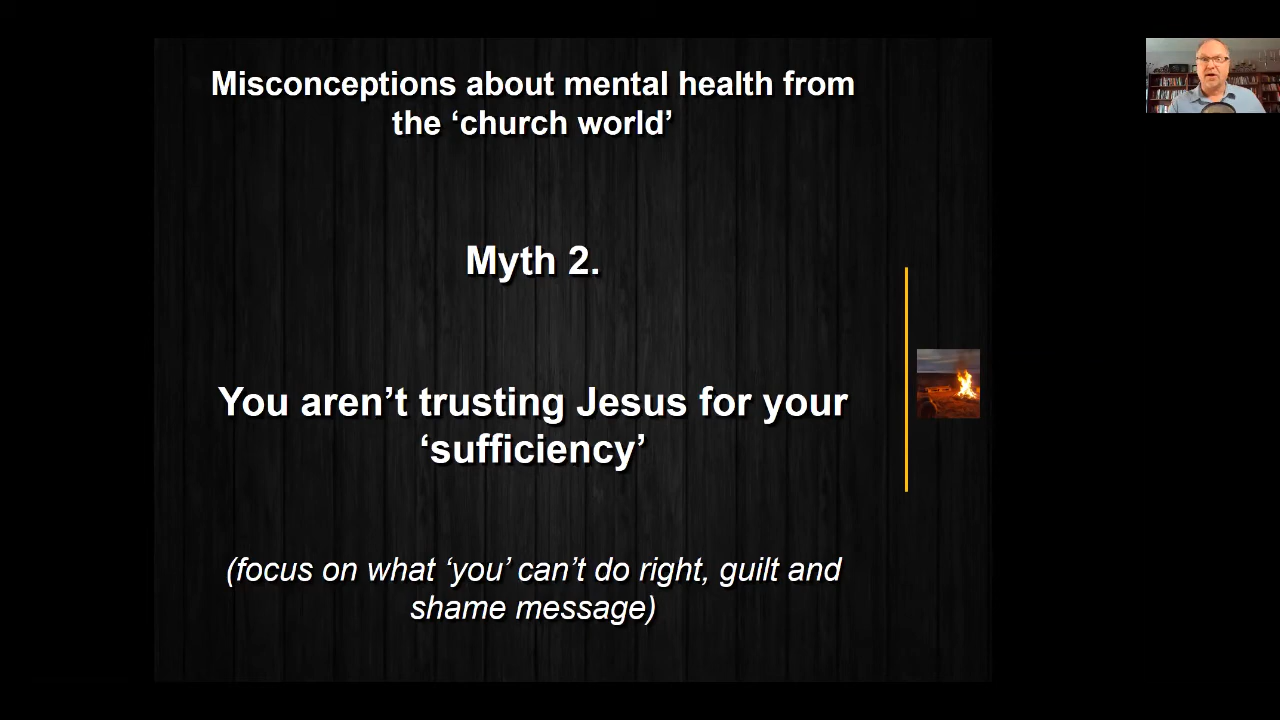 Misconceptions about mental health from
the ‘church world’
Myth 2.
You aren’t trusting Jesus for your
‘sufficiency’
(focus on what ‘you’ can’t do right, guilt and
shame message)